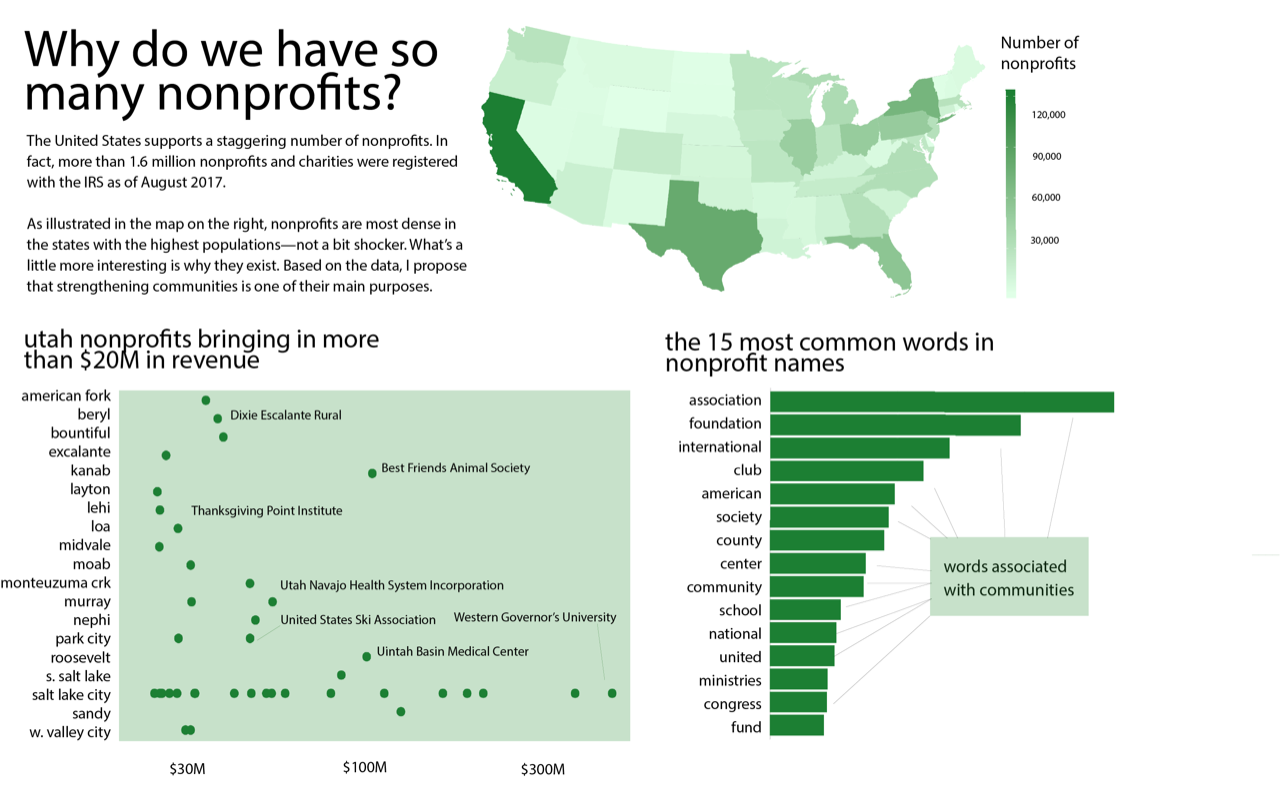 Why do we have so
many nonprofits?
The United States supports a staggering number of nonprofits. In
fact, more than 1.6 million nonprofits and charities were registered
with the IRS as of August 2017.
As illustrated in the map on the right, nonprofits are most dense in
the states with the highest populations—not a bit shocker. What's a
little more interesting is why they exist. Based on the data, I propose
that strengthening communities is one of their main purposes.
Number of
nonprofits
120,000
90,000
60,000
30,000
utah nonprofits bringing in more
than $20M in revenue
american fork
beryl
Dixie Escalante Rural
bountiful
excalante
kanab
Best Friends Animal Society
layton
lehi
Thanksgiving Point Institute
loa
midvale
moab
monteuzuma crk
Utah Navajo Health System Incorporation
murray
nephi
United States Ski Association
Western Governor's University
park city
roosevelt
Uintah Basin Medical Center
s. salt lake
salt lake city
sandy
w. valley city
$30M
$100M
$300M
the 15 most common words in
nonprofit names
association
foundation
international
club
american
society
county
center
community
school
national
united
ministries
congress
fund
words associated
with communities